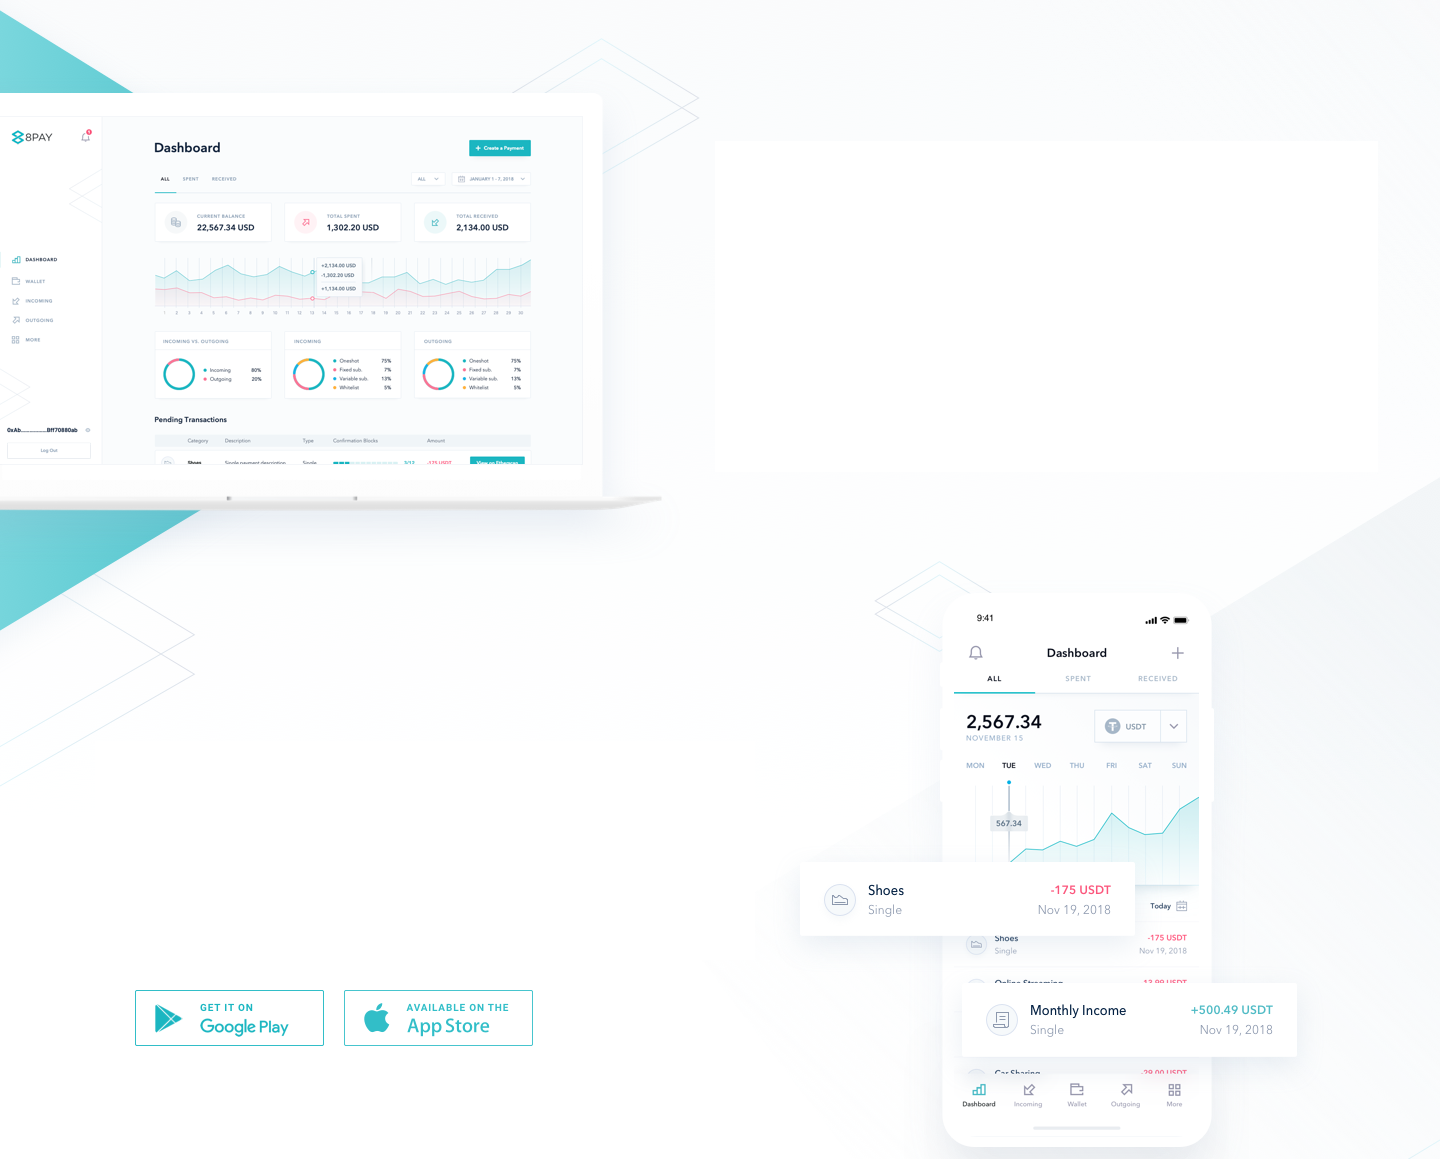 8PAY
1
Dashboard
+ Create a Payment
ALL SPENT RECEIVED
ALL
JANUARY 1 - 7, 2018
CURRENT BALANCE
22,567.34 USD
TOTAL SPENT
1,302.20 USD
TOTAL RECEIVED
2,134.00 USD
DASHBOARD
WALLET
INCOMING
OUTGOING
MORE
+2,134.00 USD
-1,302.20 USD
+1,134.00 USD
1 2 3 4 5 6 7 8 9 10 11 12 13 14 15 16 17 18 19 20 21 22 23 24 25 26 27 28 29 30
INCOMING VS. OUTGOING
Incoming 80%
Outgoing 20%
INCOMING
Oneshot 75%
Fixed sub. 7%
Variable sub. 13%
Whitelist 5%
OUTGOING
Oneshot 75%
Fixed sub. 7%
Variable sub. 13%
Whitelist 5%
Pending Transactions
Category Description Type Confirmation Blocks Amount
Shoes Single payment description Single 5/12 -175 USDT View on Etherscan
0xAb..................Bff70880ab
Log Out
9:41
Dashboard
ALL SPENT RECEIVED
2,567.34
NOVEMBER 15
USDT
MON TUE WED THU FRI SAT SUN
567.34
Shoes -175 USDT
Single Nov 19, 2018
Today
Shoes -175 USDT
Single Nov 19, 2018
Online Streaming -13.99 USDT
Monthly Income +500.49 USDT
Single Nov 19, 2018
Car Sharing -29.00 USDT
Dashboard Incoming Wallet Outgoing More
GET IT ON
Google Play
AVAILABLE ON THE
App Store